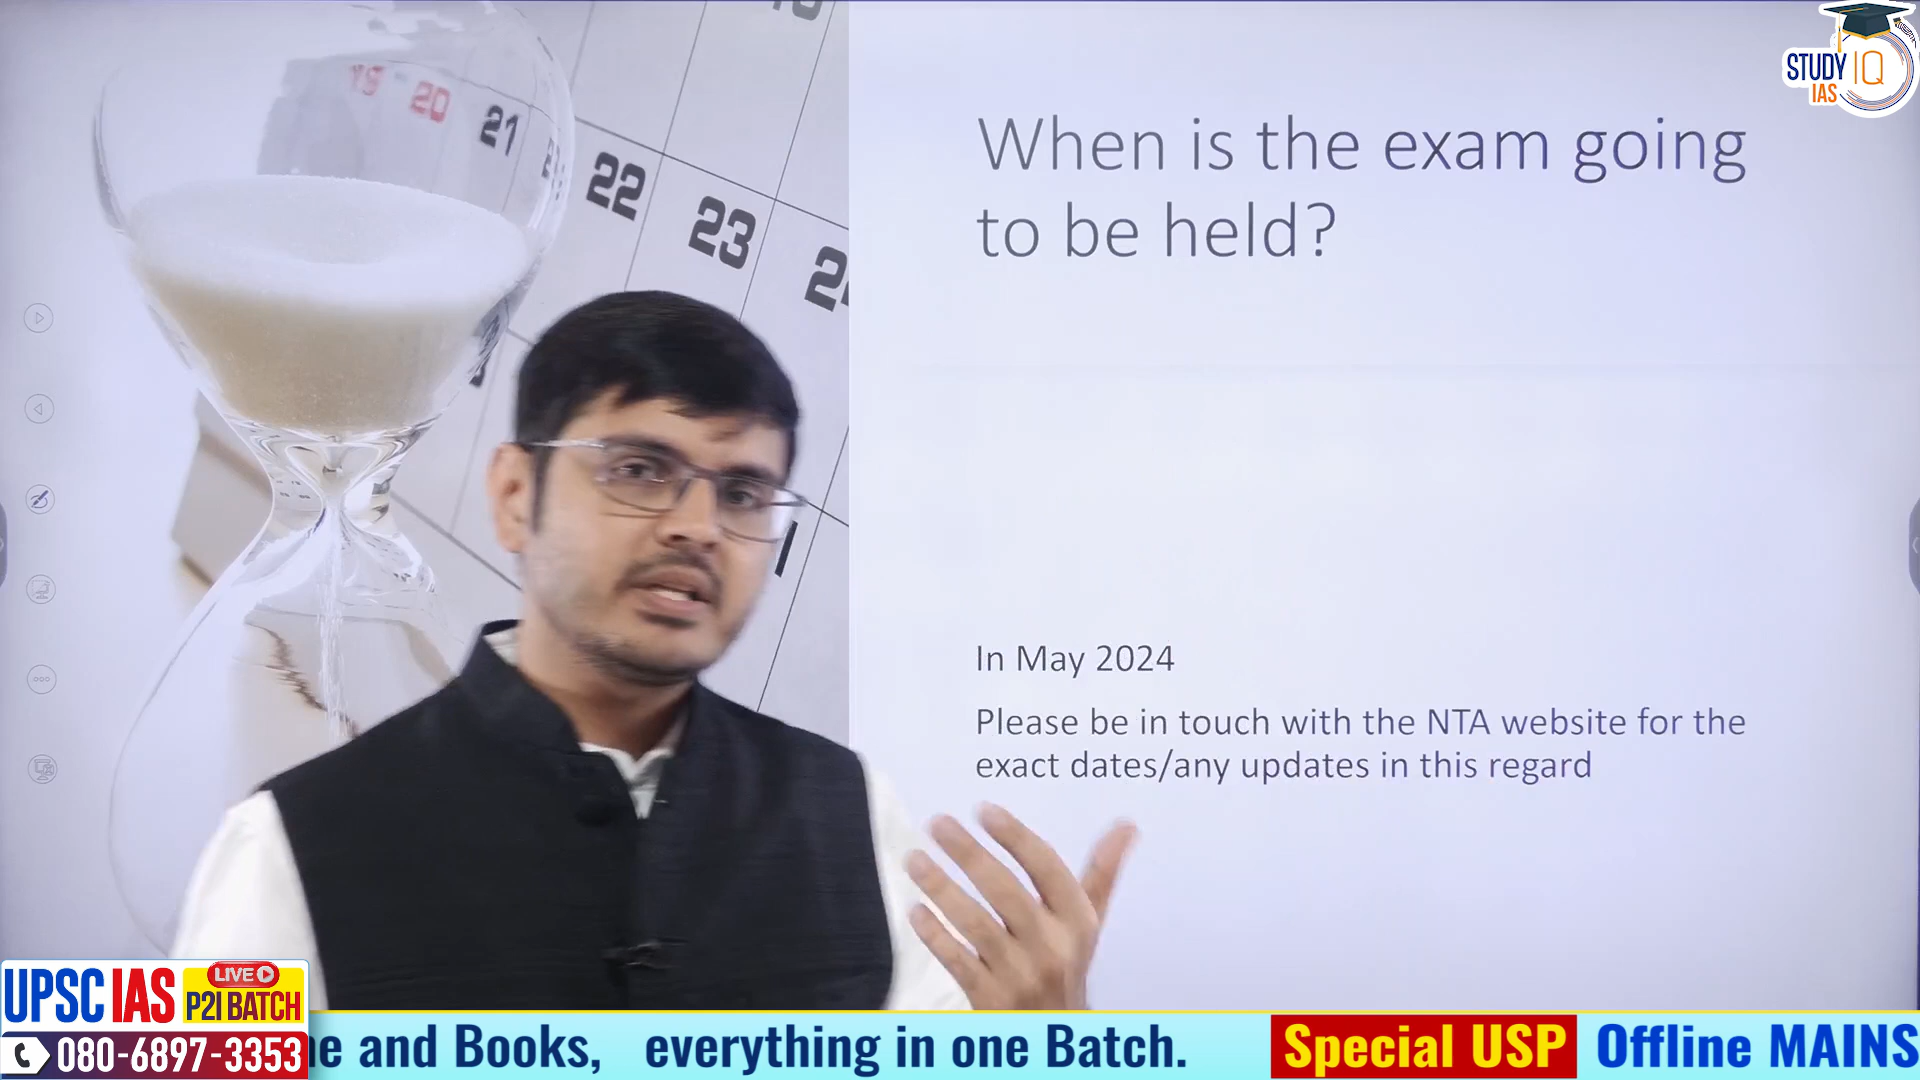 STUDY IQ
IAS
19 20 21 22 23
When is the exam going
to be held?
In May 2024
Please be in touch with the NTA website for the
exact dates/any updates in this regard
UPSC IAS LIVE P2I BATCH
080-6897-3353
and Books, everything in one Batch. Special USP Offline MAINS